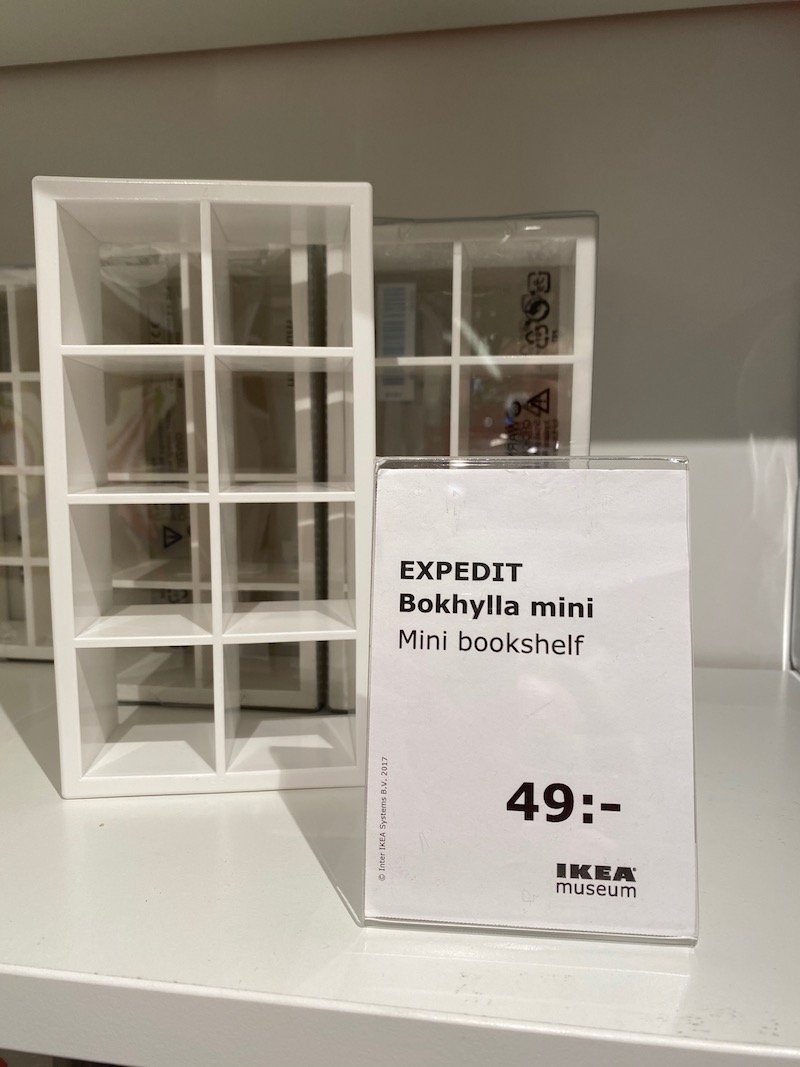 EXPEDIT
Bokhylla mini
Mini bookshelf
49:-
© Inter IKEA Systems B.V. 2017
IKEA
museum